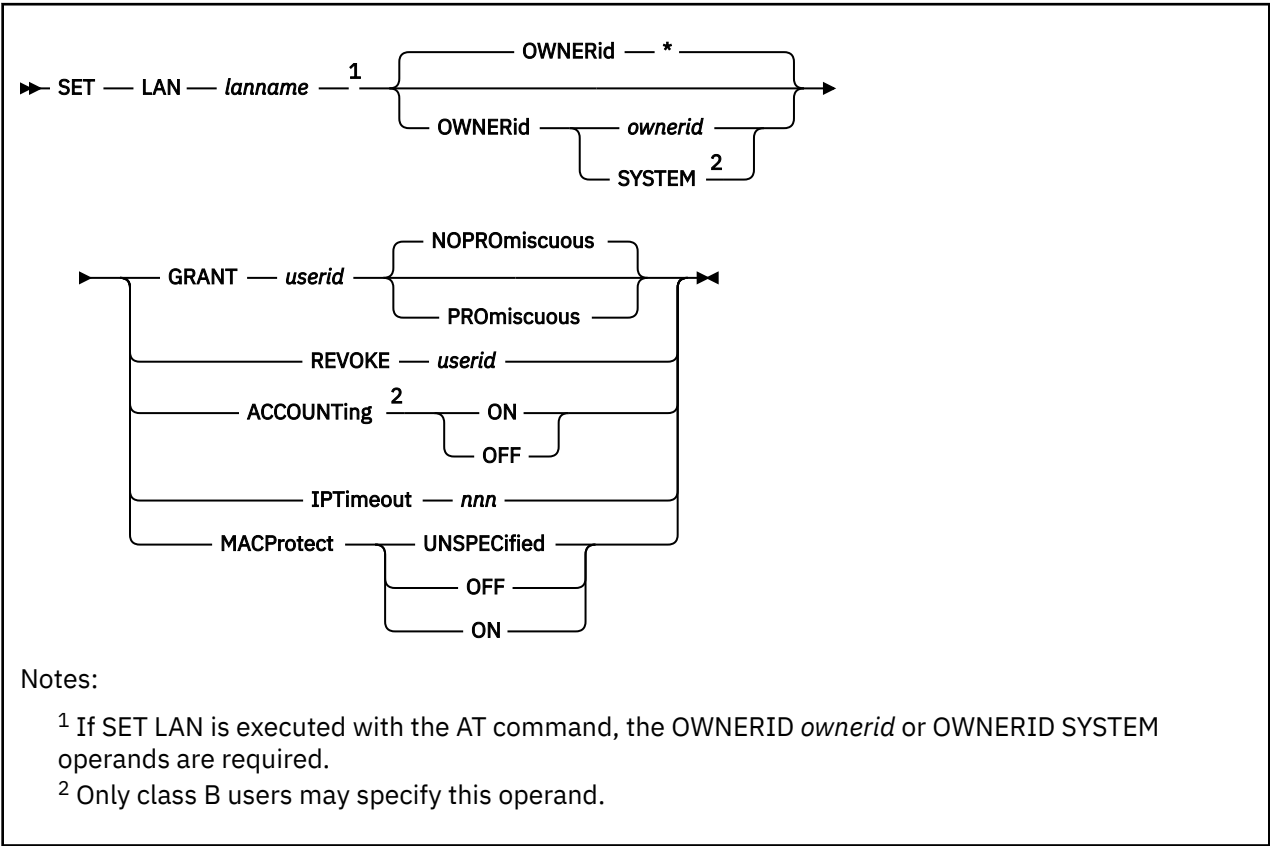 OWNERid *
SET LAN lanname 1
OWNERid ownerid
SYSTEM 2
NOPROmiscuous
GRANT userid
PROmiscuous
REVOKE userid
ACCOUNTing 2 ON
OFF
IPTimeout nnn
MACProtect UNSPECified
OFF
ON
Notes:
1 If SET LAN is executed with the AT command, the OWNERID ownerid or OWNERID SYSTEM
operands are required.
2 Only class B users may specify this operand.